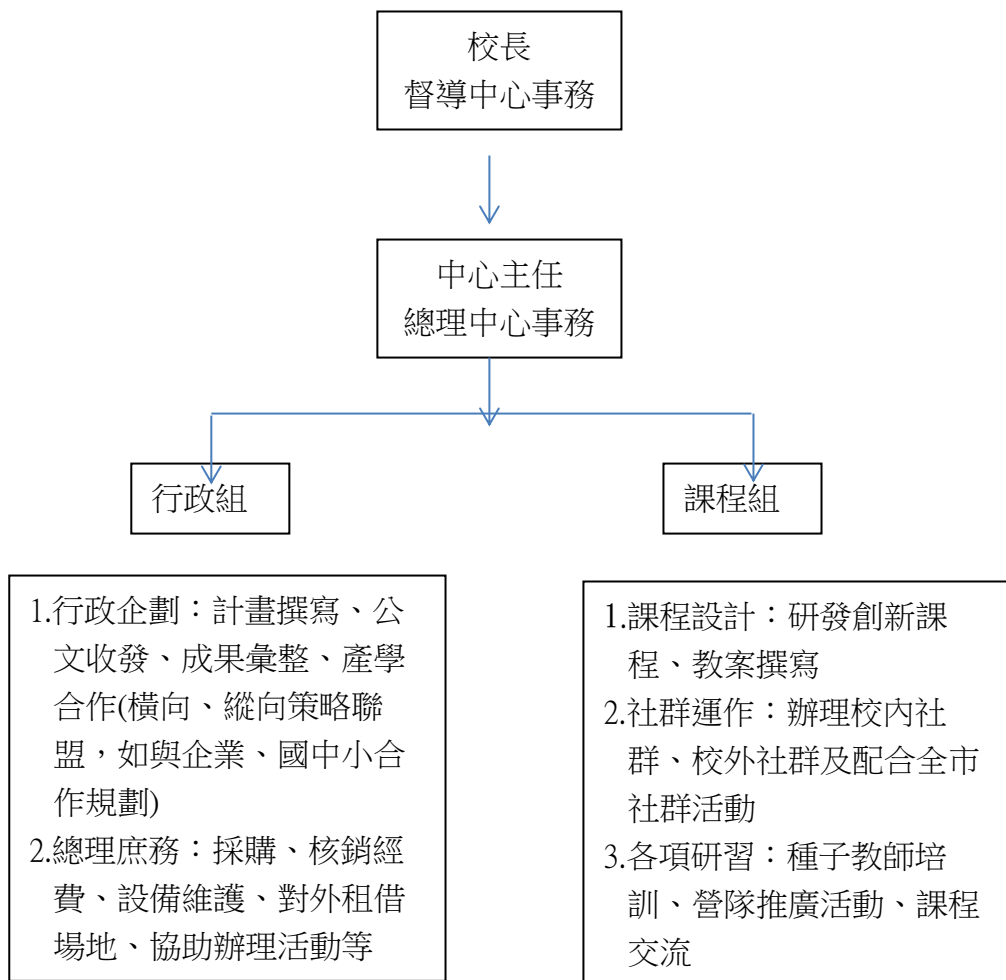 校長
督導中心事務
中心主任
總理中心事務
行政組
課程組
1.行政企劃：計畫撰寫、公
文收發、成果彙整、產學
合作(橫向、縱向策略聯
盟，如與企業、國中小合
作規劃)
2.總理庶務：採購、核銷經
費、設備維護、對外租借
場地、協助辦理活動等
1.課程設計：研發創新課
程、教案撰寫
2.社群運作：辦理校內社
群、校外社群及配合全市
社群活動
3.各項研習：種子教師培
訓、營隊推廣活動、課程
交流